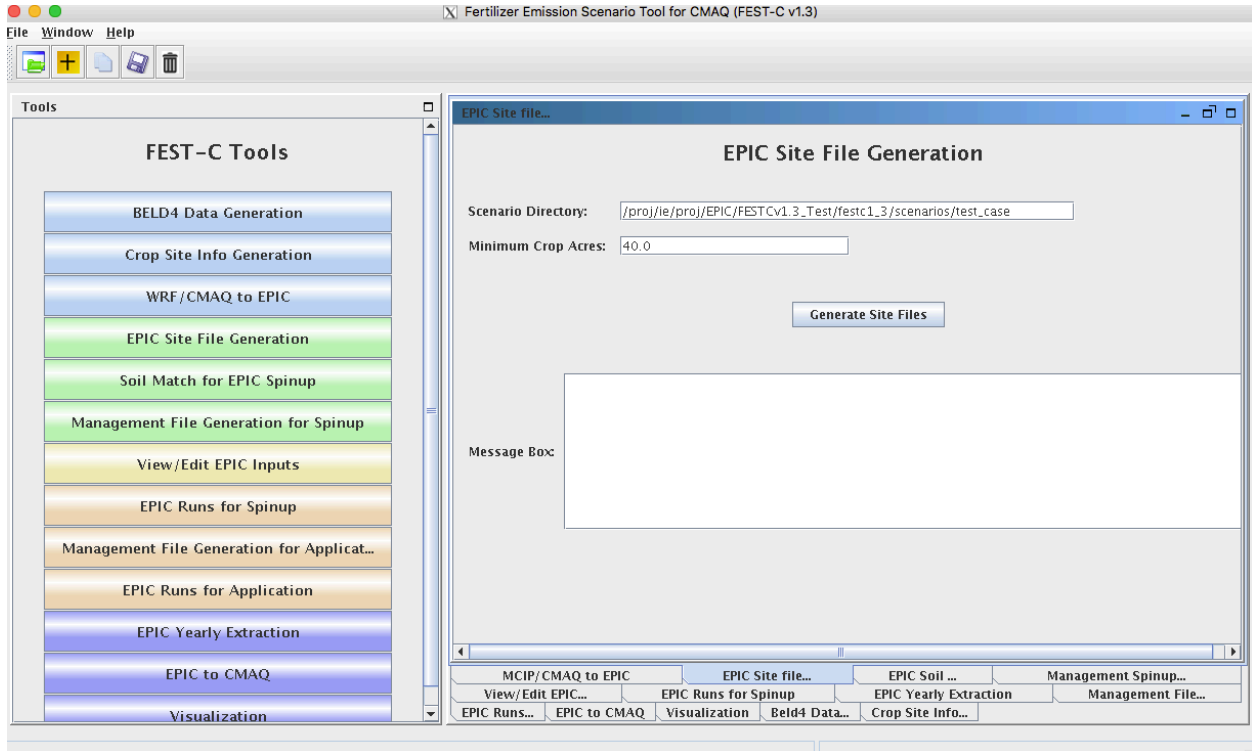 Fertilizer Emission Scenario Tool for CMAQ (FEST-C v1.3)
File Window Help
Tools
FEST-C Tools
BELD4 Data Generation
Crop Site Info Generation
WRF/CMAQ to EPIC
EPIC Site File Generation
Soil Match for EPIC Spinup
Management File Generation for Spinup
View/Edit EPIC Inputs
EPIC Runs for Spinup
Management File Generation for Applicat...
EPIC Runs for Application
EPIC Yearly Extraction
EPIC to CMAQ
Visualization
EPIC Site file...
EPIC Site File Generation
Scenario Directory: /proj/ie/proj/EPIC/FESTCv1.3_Test/festc1_3/scenarios/test_case
Minimum Crop Acres: 40.0
Generate Site Files
Message Box:
MCIP/CMAQ to EPIC EPIC Site file... EPIC Soil ... Management Spinup...
View/Edit EPIC... EPIC Runs for Spinup EPIC Yearly Extraction Management File...
EPIC Runs... EPIC to CMAQ Visualization Beld4 Data... Crop Site Info...